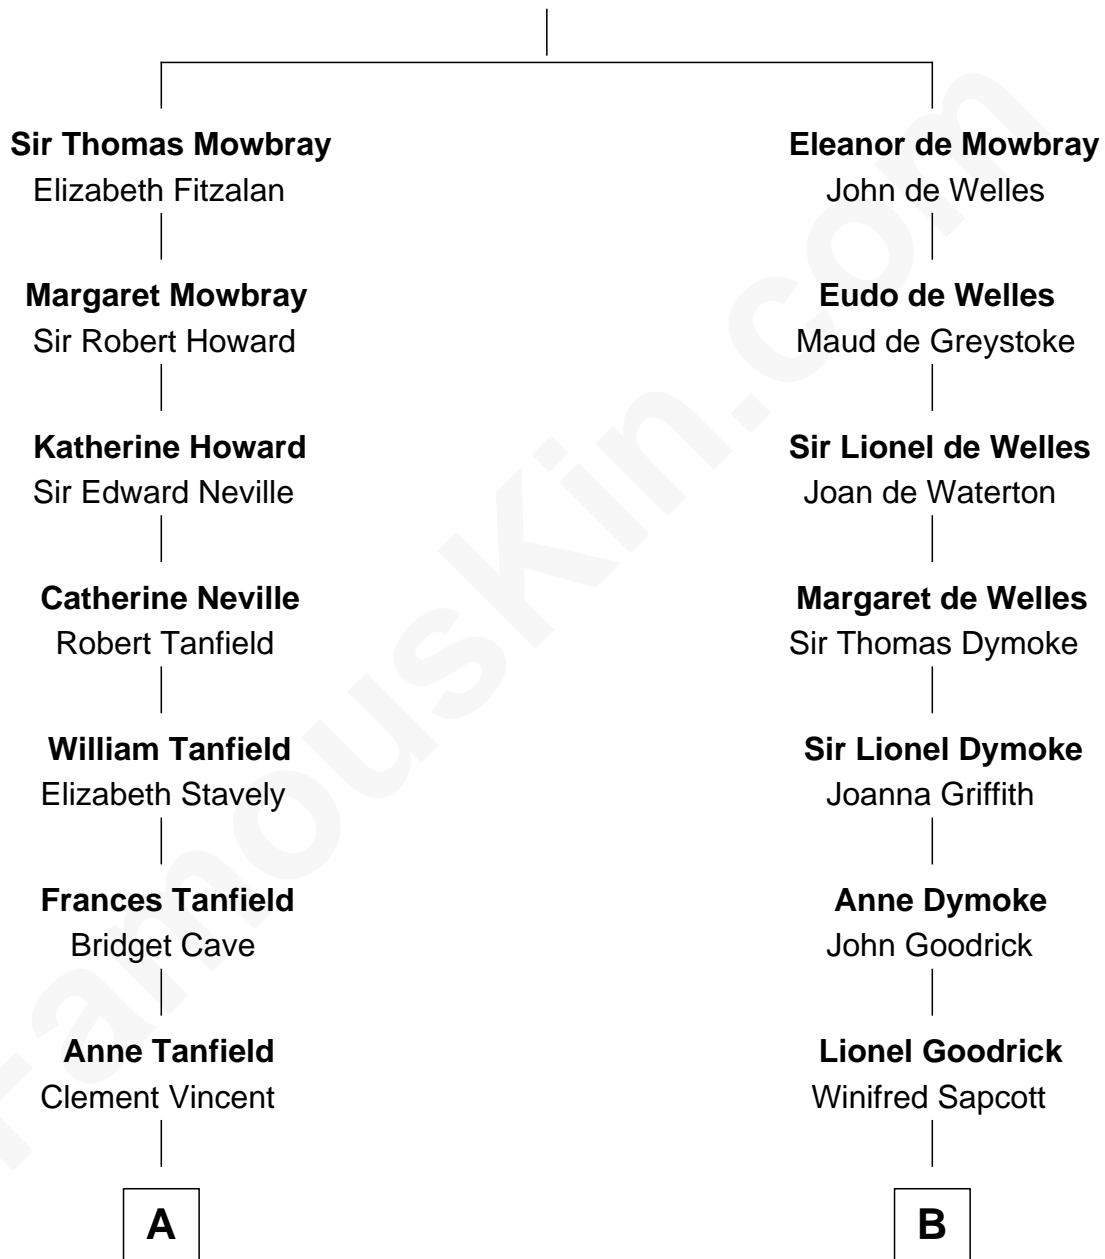 Sir Thomas Mowbray
Elizabeth Fitzalan
Margaret Mowbray
Sir Robert Howard
Katherine Howard
Sir Edward Neville
Catherine Neville
Robert Tanfield
William Tanfield
Elizabeth Stavely
Frances Tanfield
Bridget Cave
Anne Tanfield
Clement Vincent
A
Eleanor de Mowbray
John de Welles
Eudo de Welles
Maud de Greystoke
Sir Lionel de Welles
Joan de Waterton
Margaret de Welles
Sir Thomas Dymoke
Sir Lionel Dymoke
Joanna Griffith
Anne Dymoke
John Goodrick
Lionel Goodrick
Winifred Sapcott
B
FamousKin.com